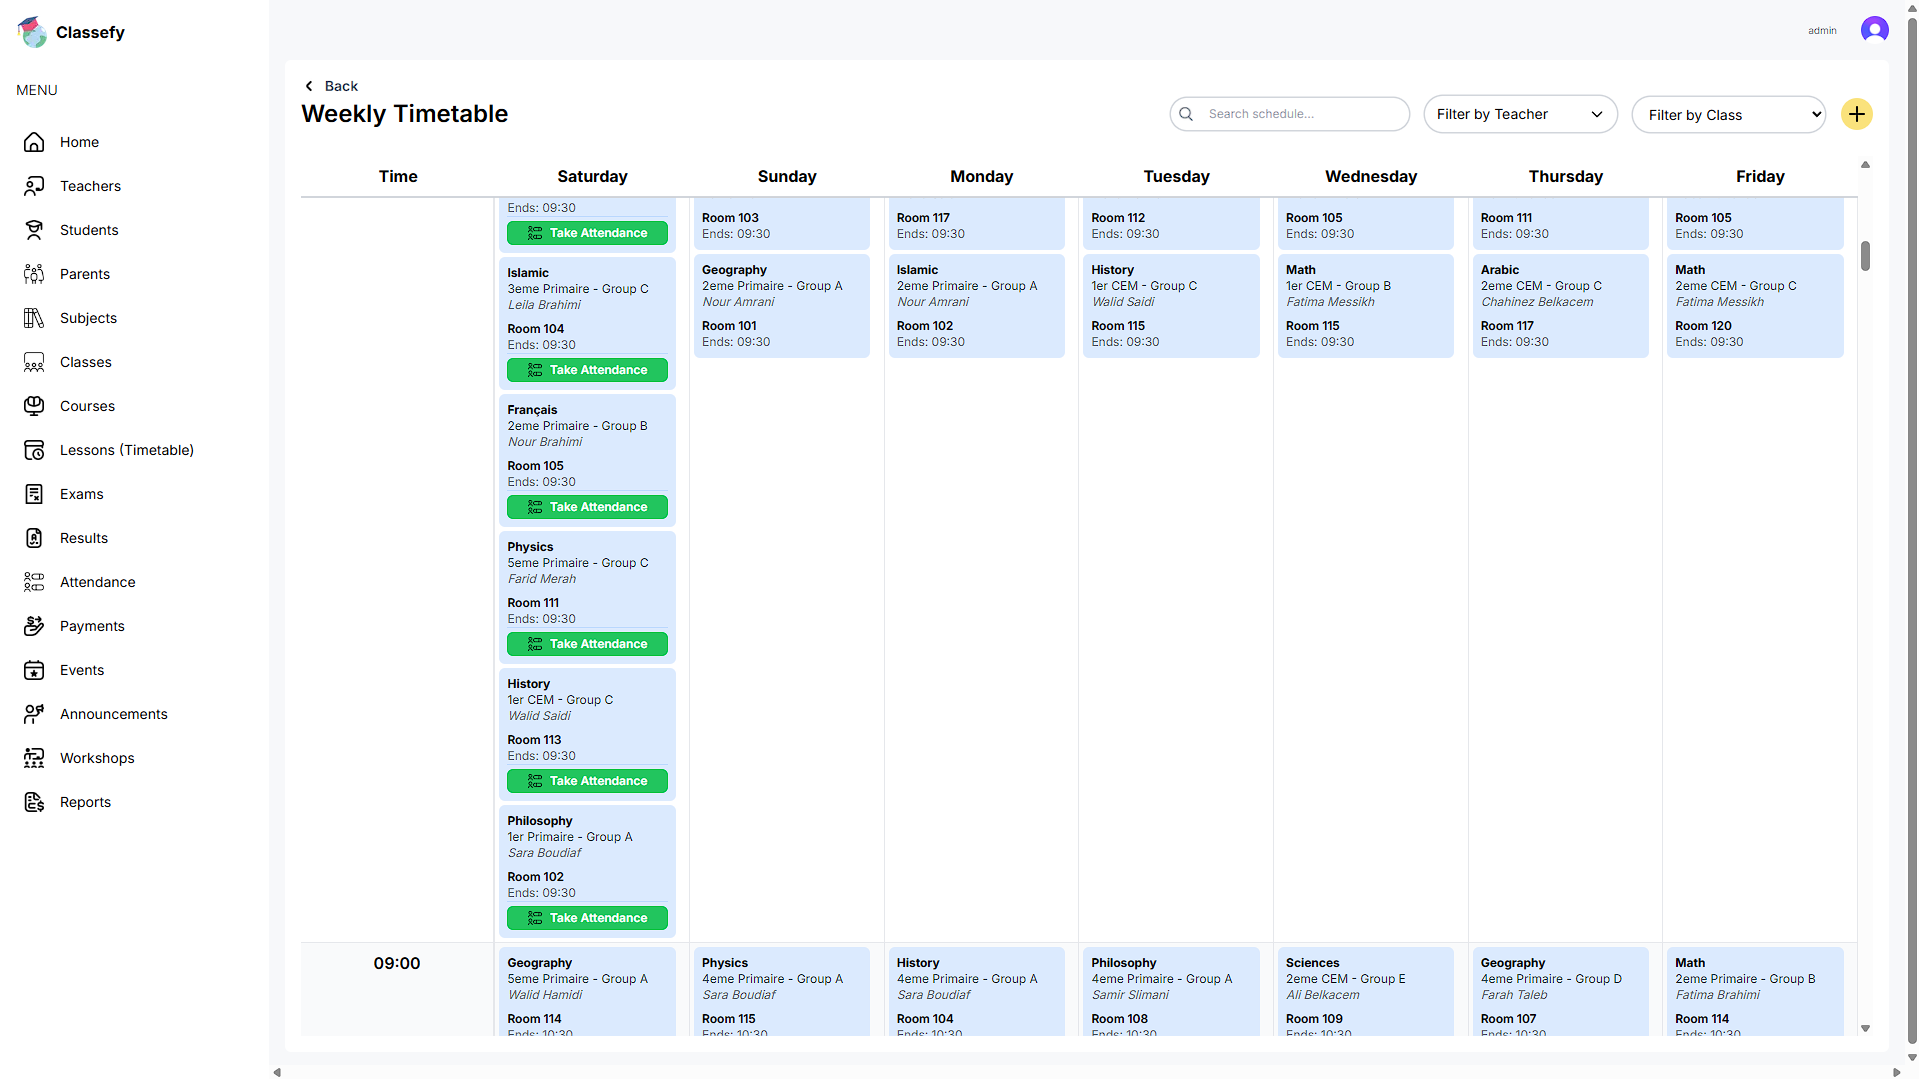 Classefy
admin
MENU
Home
Teachers
Students
Parents
Subjects
Classes
Courses
Lessons (Timetable)
Exams
Results
Attendance
Payments
Events
Announcements
Workshops
Reports
Back
Weekly Timetable
Search schedule...
Filter by Teacher
Filter by Class
Time
Saturday
Sunday
Monday
Tuesday
Wednesday
Thursday
Friday
Ends: 09:30
Take Attendance
Islamic
3eme Primaire - Group C
Leila Brahimi
Room 104
Ends: 09:30
Take Attendance
Français
2eme Primaire - Group B
Nour Brahimi
Room 105
Ends: 09:30
Take Attendance
Physics
5eme Primaire - Group C
Farid Merah
Room 111
Ends: 09:30
Take Attendance
History
1er CEM - Group C
Walid Saidi
Room 113
Ends: 09:30
Take Attendance
Philosophy
1er Primaire - Group A
Sara Boudiaf
Room 102
Ends: 09:30
Take Attendance
Room 103
Ends: 09:30
Geography
2eme Primaire - Group A
Nour Amrani
Room 101
Ends: 09:30
Room 117
Ends: 09:30
Islamic
2eme Primaire - Group A
Nour Amrani
Room 102
Ends: 09:30
Room 112
Ends: 09:30
History
1er CEM - Group C
Walid Saidi
Room 115
Ends: 09:30
Room 105
Ends: 09:30
Math
1er CEM - Group B
Fatima Messikh
Room 115
Ends: 09:30
Room 111
Ends: 09:30
Arabic
2eme CEM - Group C
Chahinez Belkacem
Room 117
Ends: 09:30
Room 105
Ends: 09:30
Math
2eme CEM - Group C
Fatima Messikh
Room 120
Ends: 09:30
09:00
Geography
5eme Primaire - Group A
Walid Hamidi
Room 114
Ends: 10:30
Physics
4eme Primaire - Group A
Sara Boudiaf
Room 115
Ends: 10:30
History
4eme Primaire - Group A
Sara Boudiaf
Room 104
Ends: 10:30
Philosophy
4eme Primaire - Group A
Samir Slimani
Room 108
Ends: 10:30
Sciences
2eme CEM - Group E
Ali Belkacem
Room 109
Ends: 10:30
Geography
4eme Primaire - Group D
Farah Taleb
Room 107
Ends: 10:30
Math
2eme Primaire - Group B
Fatima Brahimi
Room 114
Ends: 10:30